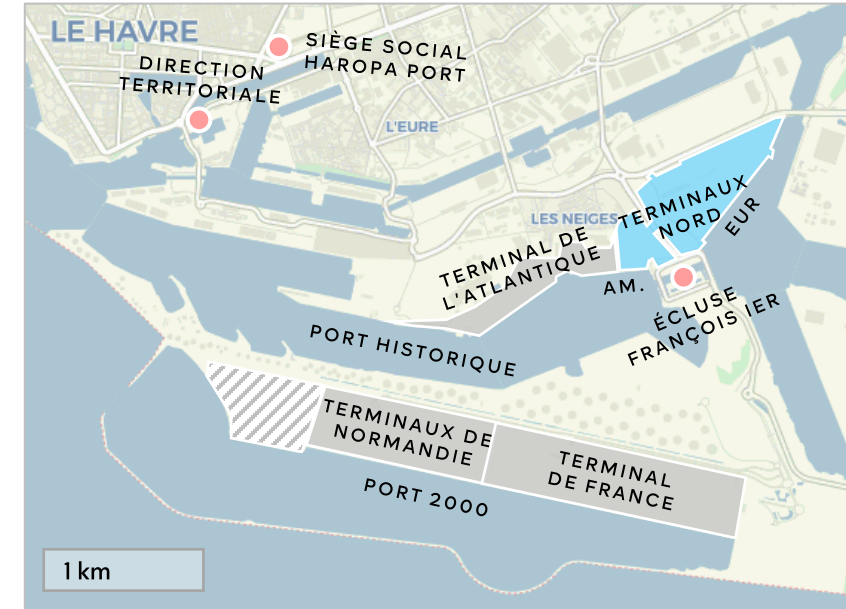 LE HAVRE
SIÈGE SOCIAL
HAROPA PORT
DIRECTION
TERRITORIALE
L'EURE
LES NEIGES
TERMINAUX
NORD
EUR
TERMINAL DE
L'ATLANTIQUE
AM.
ÉCLUSE
FRANÇOIS IER
PORT HISTORIQUE
TERMINAUX DE
NORMANDIE
TERMINAL
DE FRANCE
PORT 2000
1 km